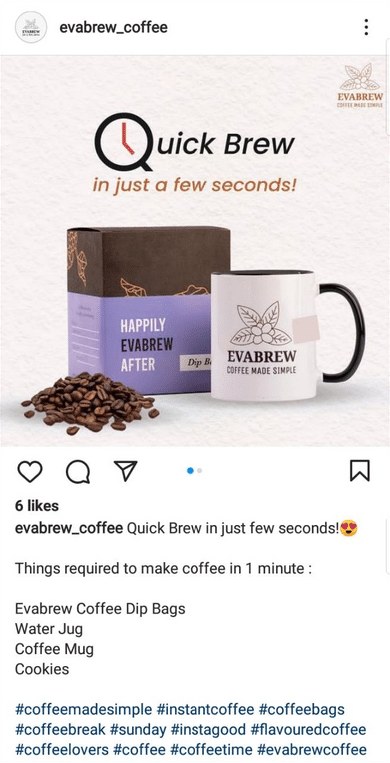 evabrew_coffee
EVABREW
COFFEE MADE SIMPLE
Quick Brew
in just a few seconds!
HAPPILY
EVABREW
AFTER
Dip
EVABREW
COFFEE MADE SIMPLE
6 likes
evabrew_coffee Quick Brew in just few seconds!😍
Things required to make coffee in 1 minute :
Evabrew Coffee Dip Bags
Water Jug
Coffee Mug
Cookies
#coffeemadesimple #instantcoffee #coffeebags
#coffeebreak #sunday #instagood #flavouredcoffee
#coffeelovers #coffee #coffeetime #evabrewcoffee